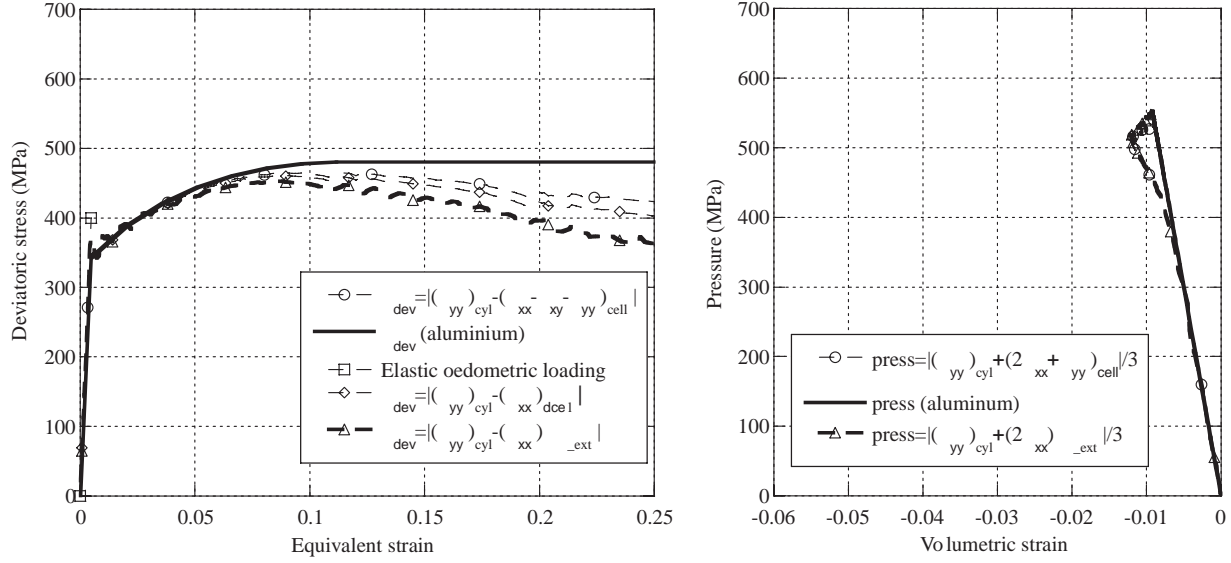 700
600
500
400
300
200
100
0
Deviatoric stress (MPa)
dev=|( yy)cyl-( xx- xy- yy)cell |
dev (aluminium)
Elastic oedometric loading
dev=|( yy)cyl-( xx)dce l |
dev=|( yy)cyl-( xx) _ext |
0 0.05 0.1 0.15 0.2 0.25
Equivalent strain
700
600
500
400
300
200
100
0
Pressure (MPa)
press=|( yy)cyl+(2 xx+ yy)cell|/3
press (aluminum)
press=|( yy)cyl+(2 xx) _ext |/3
-0.06 -0.05 -0.04 -0.03 -0.02 -0.01 0
Vo lumetric strain